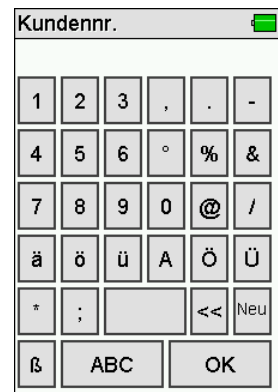 Kundennr.
1 2 3 , . -
4 5 6 ° % &
7 8 9 0 @ /
ä ö ü A Ö Ü
* ; << Neu
ß ABC OK